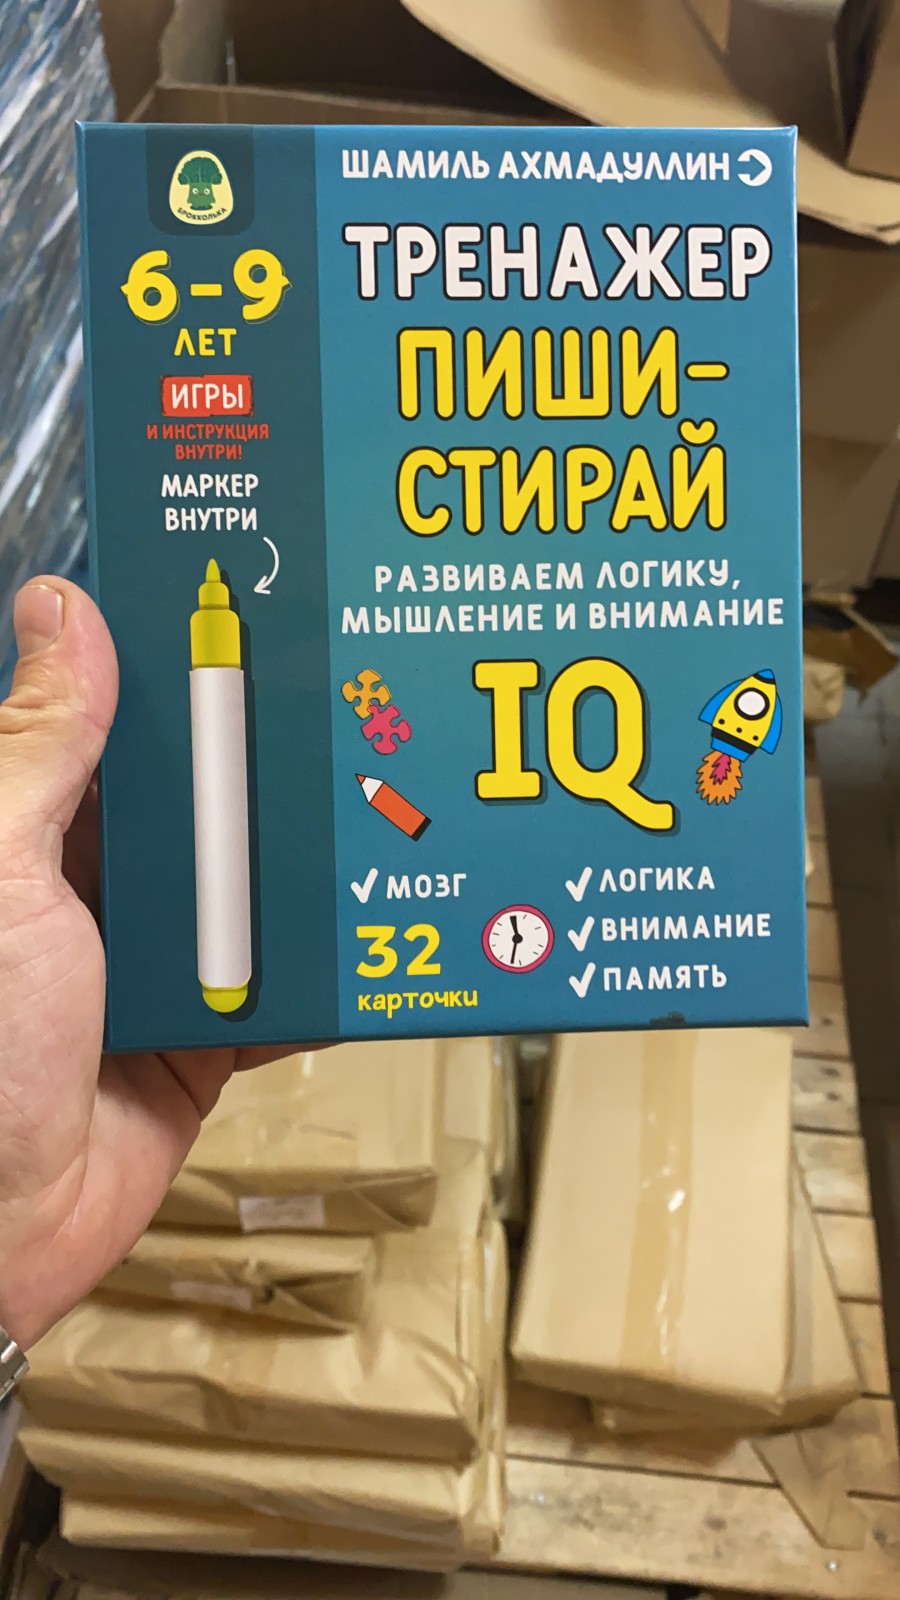 БРОККОЛЬКА
6-9
ЛЕТ
ИГРЫ
И ИНСТРУКЦИЯ
ВНУТРИ!
МАРКЕР
ВНУТРИ
ШАМИЛЬ АХМАДУЛЛИН
ТРЕНАЖЕР
ПИШИ-
СТИРАЙ
РАЗВИВАЕМ ЛОГИКУ,
МЫШЛЕНИЕ И ВНИМАНИЕ
IQ
МОЗГ
32
карточки
ЛОГИКА
ВНИМАНИЕ
ПАМЯТЬ